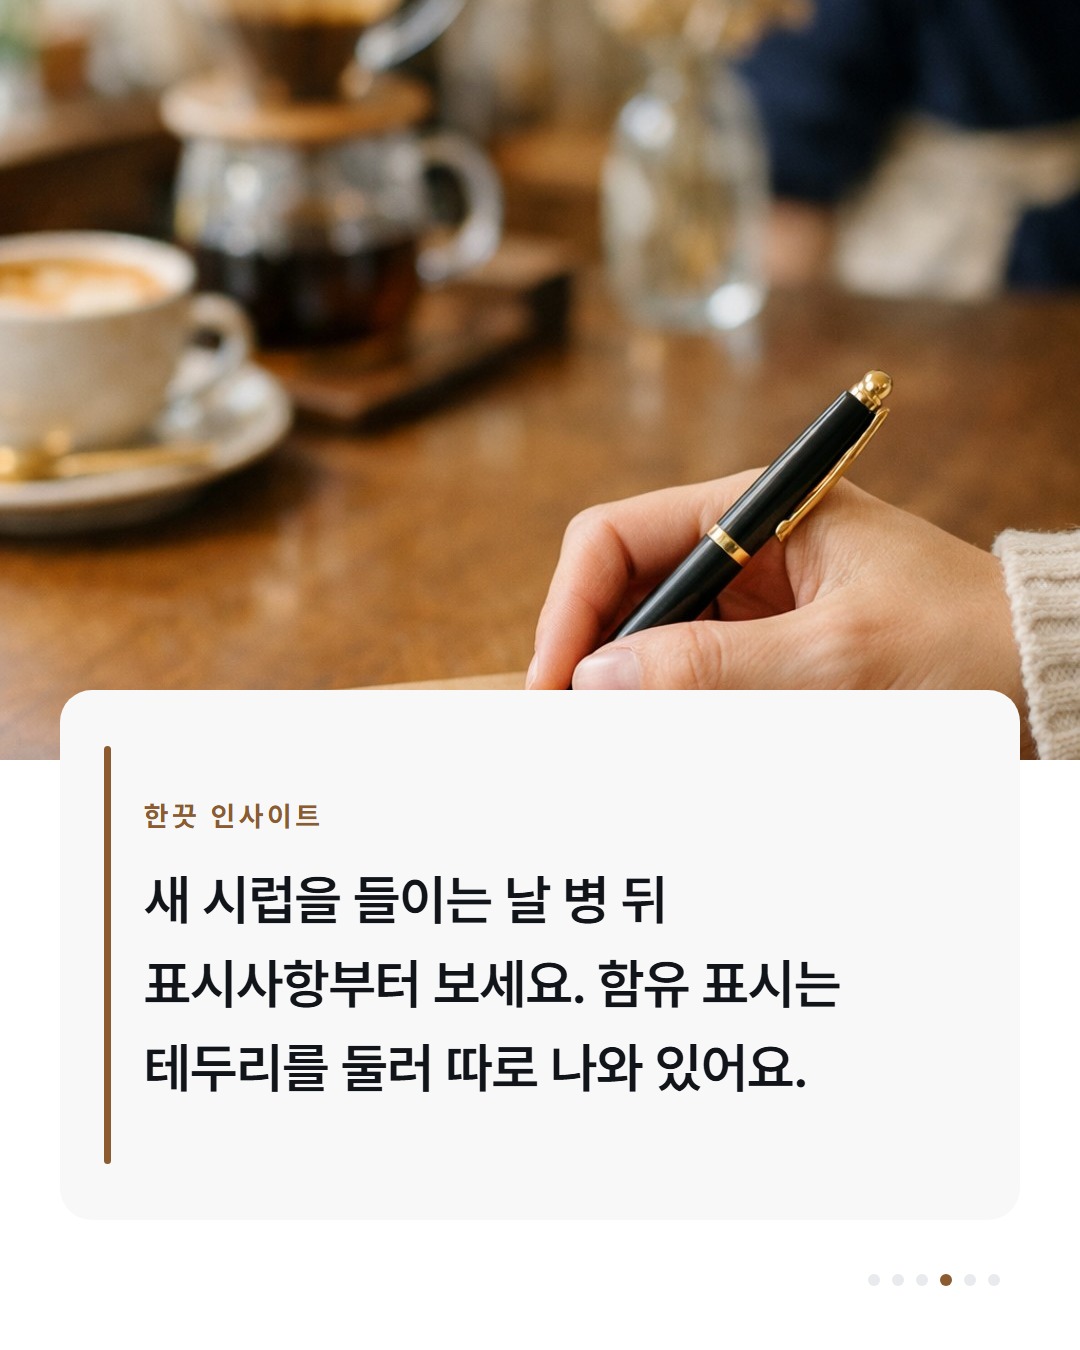 한끗 인사이트
새 시럽을 들이는 날 병 뒤
표시사항부터 보세요. 함유 표시는
테두리를 둘러 따로 나와 있어요.